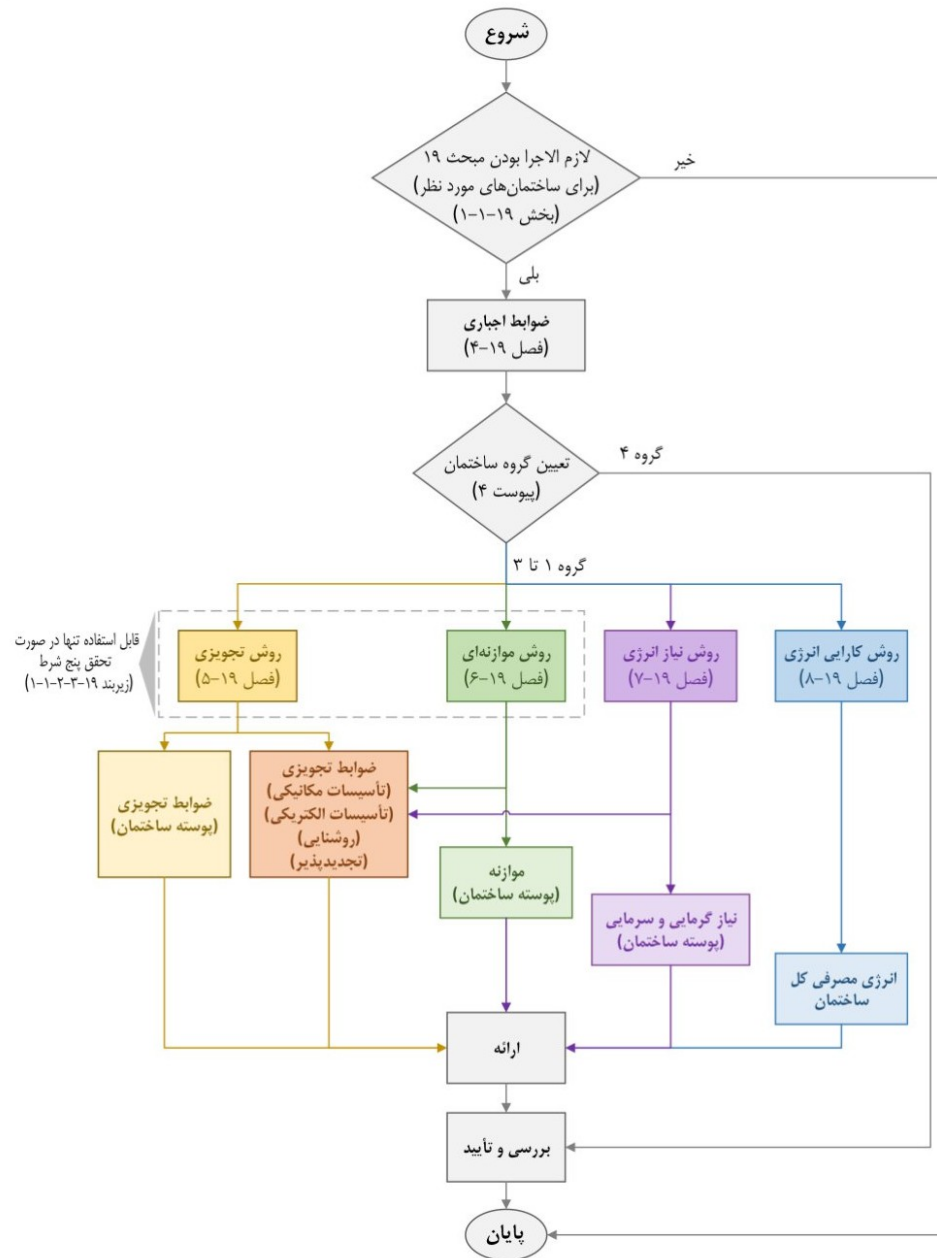 شروع
لازم الاجرا بودن مبحث ۱۹
(برای ساختمان‌های مورد نظر)
(بخش ۱۹-۱-۱)
خیر
بلی
ضوابط اجباری
(فصل ۱۹-۴)
تعیین گروه ساختمان
(پیوست ۴)
گروه ۴
گروه ۱ تا ۳
روش کارایی انرژی
(فصل ۱۹-۸)
روش نیاز انرژی
(فصل ۱۹-۷)
روش موازنه‌ای
(فصل ۱۹-۶)
روش تجویزی
(فصل ۱۹-۵)
قابل استفاده تنها در صورت
تحقق پنج شرط
(زیربند ۱۹-۳-۲-۱-۱)
ضوابط تجویزی
(تأسیسات مکانیکی)
(تأسیسات الکتریکی)
(روشنایی)
(تجدیدپذیر)
ضوابط تجویزی
(پوسته ساختمان)
موازنه
(پوسته ساختمان)
نیاز گرمایی و سرمایی
(پوسته ساختمان)
انرژی مصرفی کل
ساختمان
ارائه
بررسی و تأیید
پایان